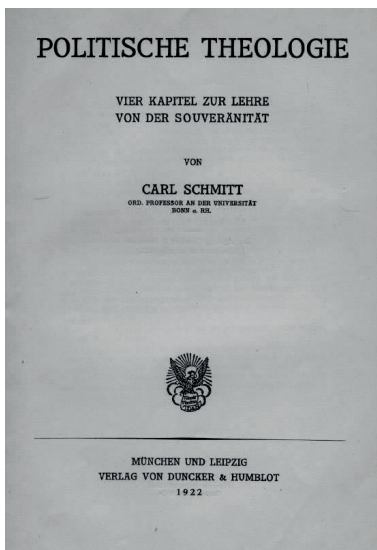 POLITISCHE THEOLOGIE
VIER KAPITEL ZUR LEHRE
VON DER SOUVERÄNITÄT
VON
CARL SCHMITT
ORD. PROFESSOR AN DER UNIVERSITÄT
BONN a. RH.
MÜNCHEN UND LEIPZIG
VERLAG VON DUNCKER & HUMBLOT
1922